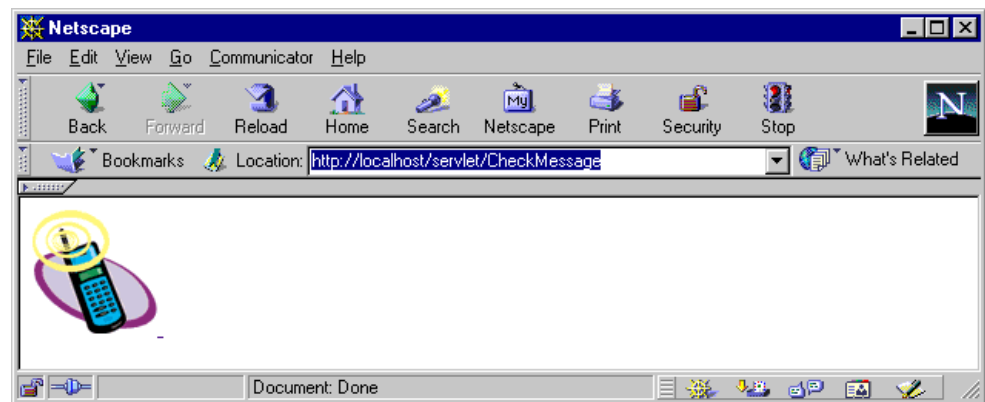 Netscape
File Edit View Go Communicator Help
My
N
Back Forward Reload Home Search Netscape Print Security Stop
Bookmarks Location: http://localhost/servlet/CheckMessage What's Related
Document: Done